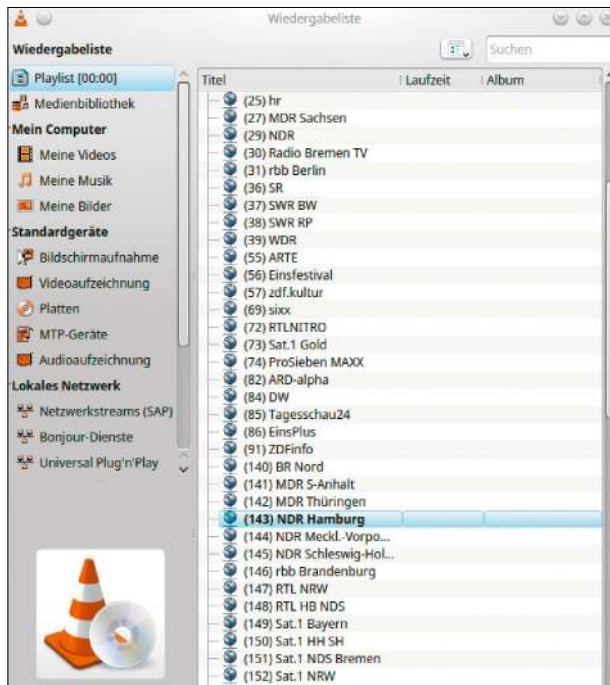 Wiedergabeliste
Wiedergabeliste
Suchen
Playlist [00:00]
Medienbibliothek
Mein Computer
Meine Videos
Meine Musik
Meine Bilder
Standardgeräte
Bildschirmaufnahme
Videoaufzeichnung
Platten
MTP-Geräte
Audioaufzeichnung
Lokales Netzwerk
Netzwerkstreams (SAP)
Bonjour-Dienste
Universal Plug'n'Play
Titel Laufzeit Album
(25) hr
(27) MDR Sachsen
(29) NDR
(30) Radio Bremen TV
(31) rbb Berlin
(36) SR
(37) SWR BW
(38) SWR RP
(39) WDR
(55) ARTE
(56) Einsfestival
(57) zdf.kultur
(69) sixx
(72) RTLNITRO
(73) Sat.1 Gold
(74) ProSieben MAXX
(82) ARD-alpha
(84) DW
(85) Tagesschau24
(86) EinsPlus
(91) ZDFinfo
(140) BR Nord
(141) MDR S-Anhalt
(142) MDR Thüringen
(143) NDR Hamburg
(144) NDR Meckl.-Vorpo...
(145) NDR Schleswig-Hol...
(146) rbb Brandenburg
(147) RTL NRW
(148) RTL HB NDS
(149) Sat.1 Bayern
(150) Sat.1 HH SH
(151) Sat.1 NDS Bremen
(152) Sat.1 NRW